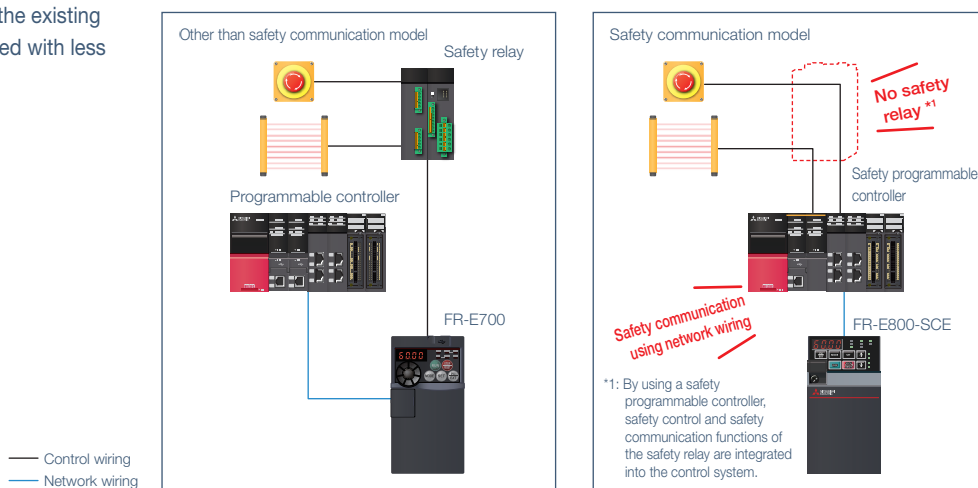 the existing
ed with less
Other than safety communication model
Safety relay
Programmable controller
FR-E700
60.00
Control wiring
Network wiring
Safety communication model
No safety
relay *1
Safety programmable
controller
Safety communication
using network wiring
FR-E800-SCE
6000
*1: By using a safety
programmable controller,
safety control and safety
communication functions of
the safety relay are integrated
into the control system.